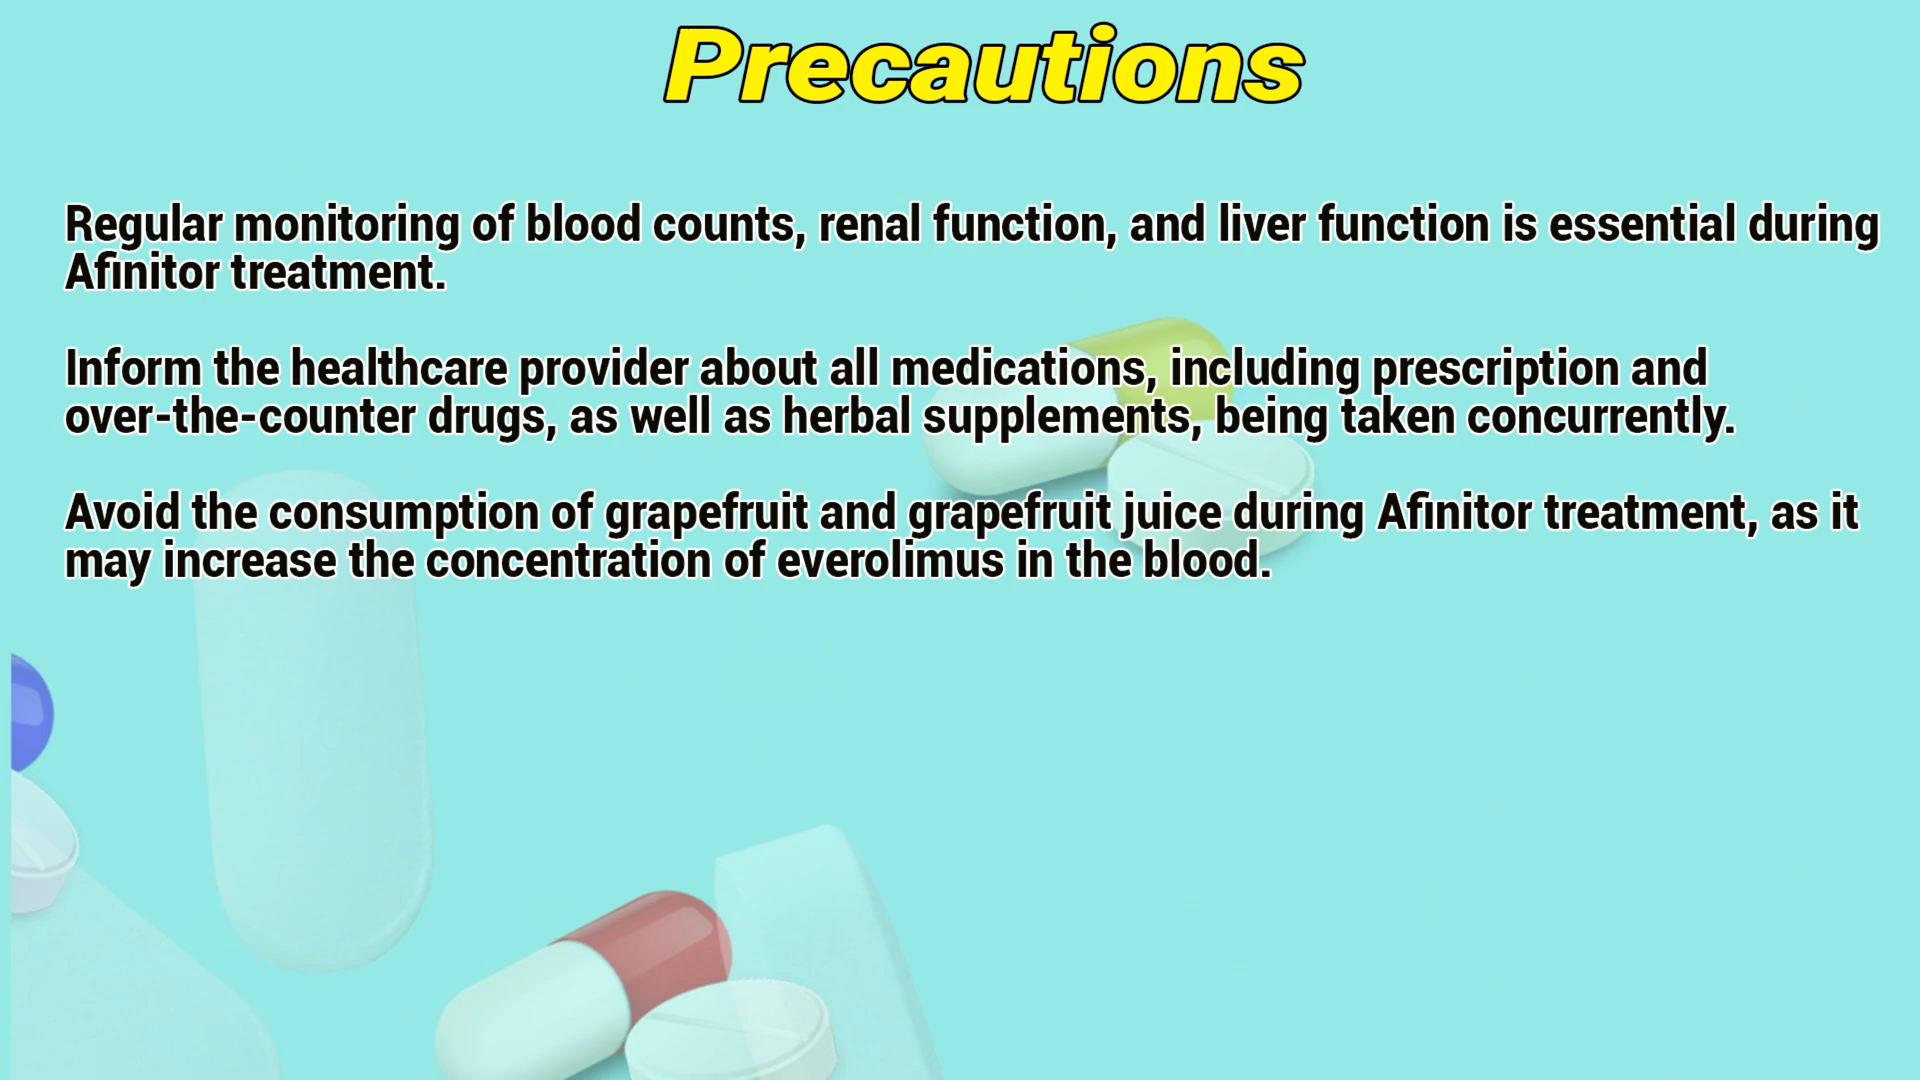 Precautions
Regular monitoring of blood counts, renal function, and liver function is essential during
Afinitor treatment.
Inform the healthcare provider about all medications, including prescription and
over-the-counter drugs, as well as herbal supplements, being taken concurrently.
Avoid the consumption of grapefruit and grapefruit juice during Afinitor treatment, as it
may increase the concentration of everolimus in the blood.